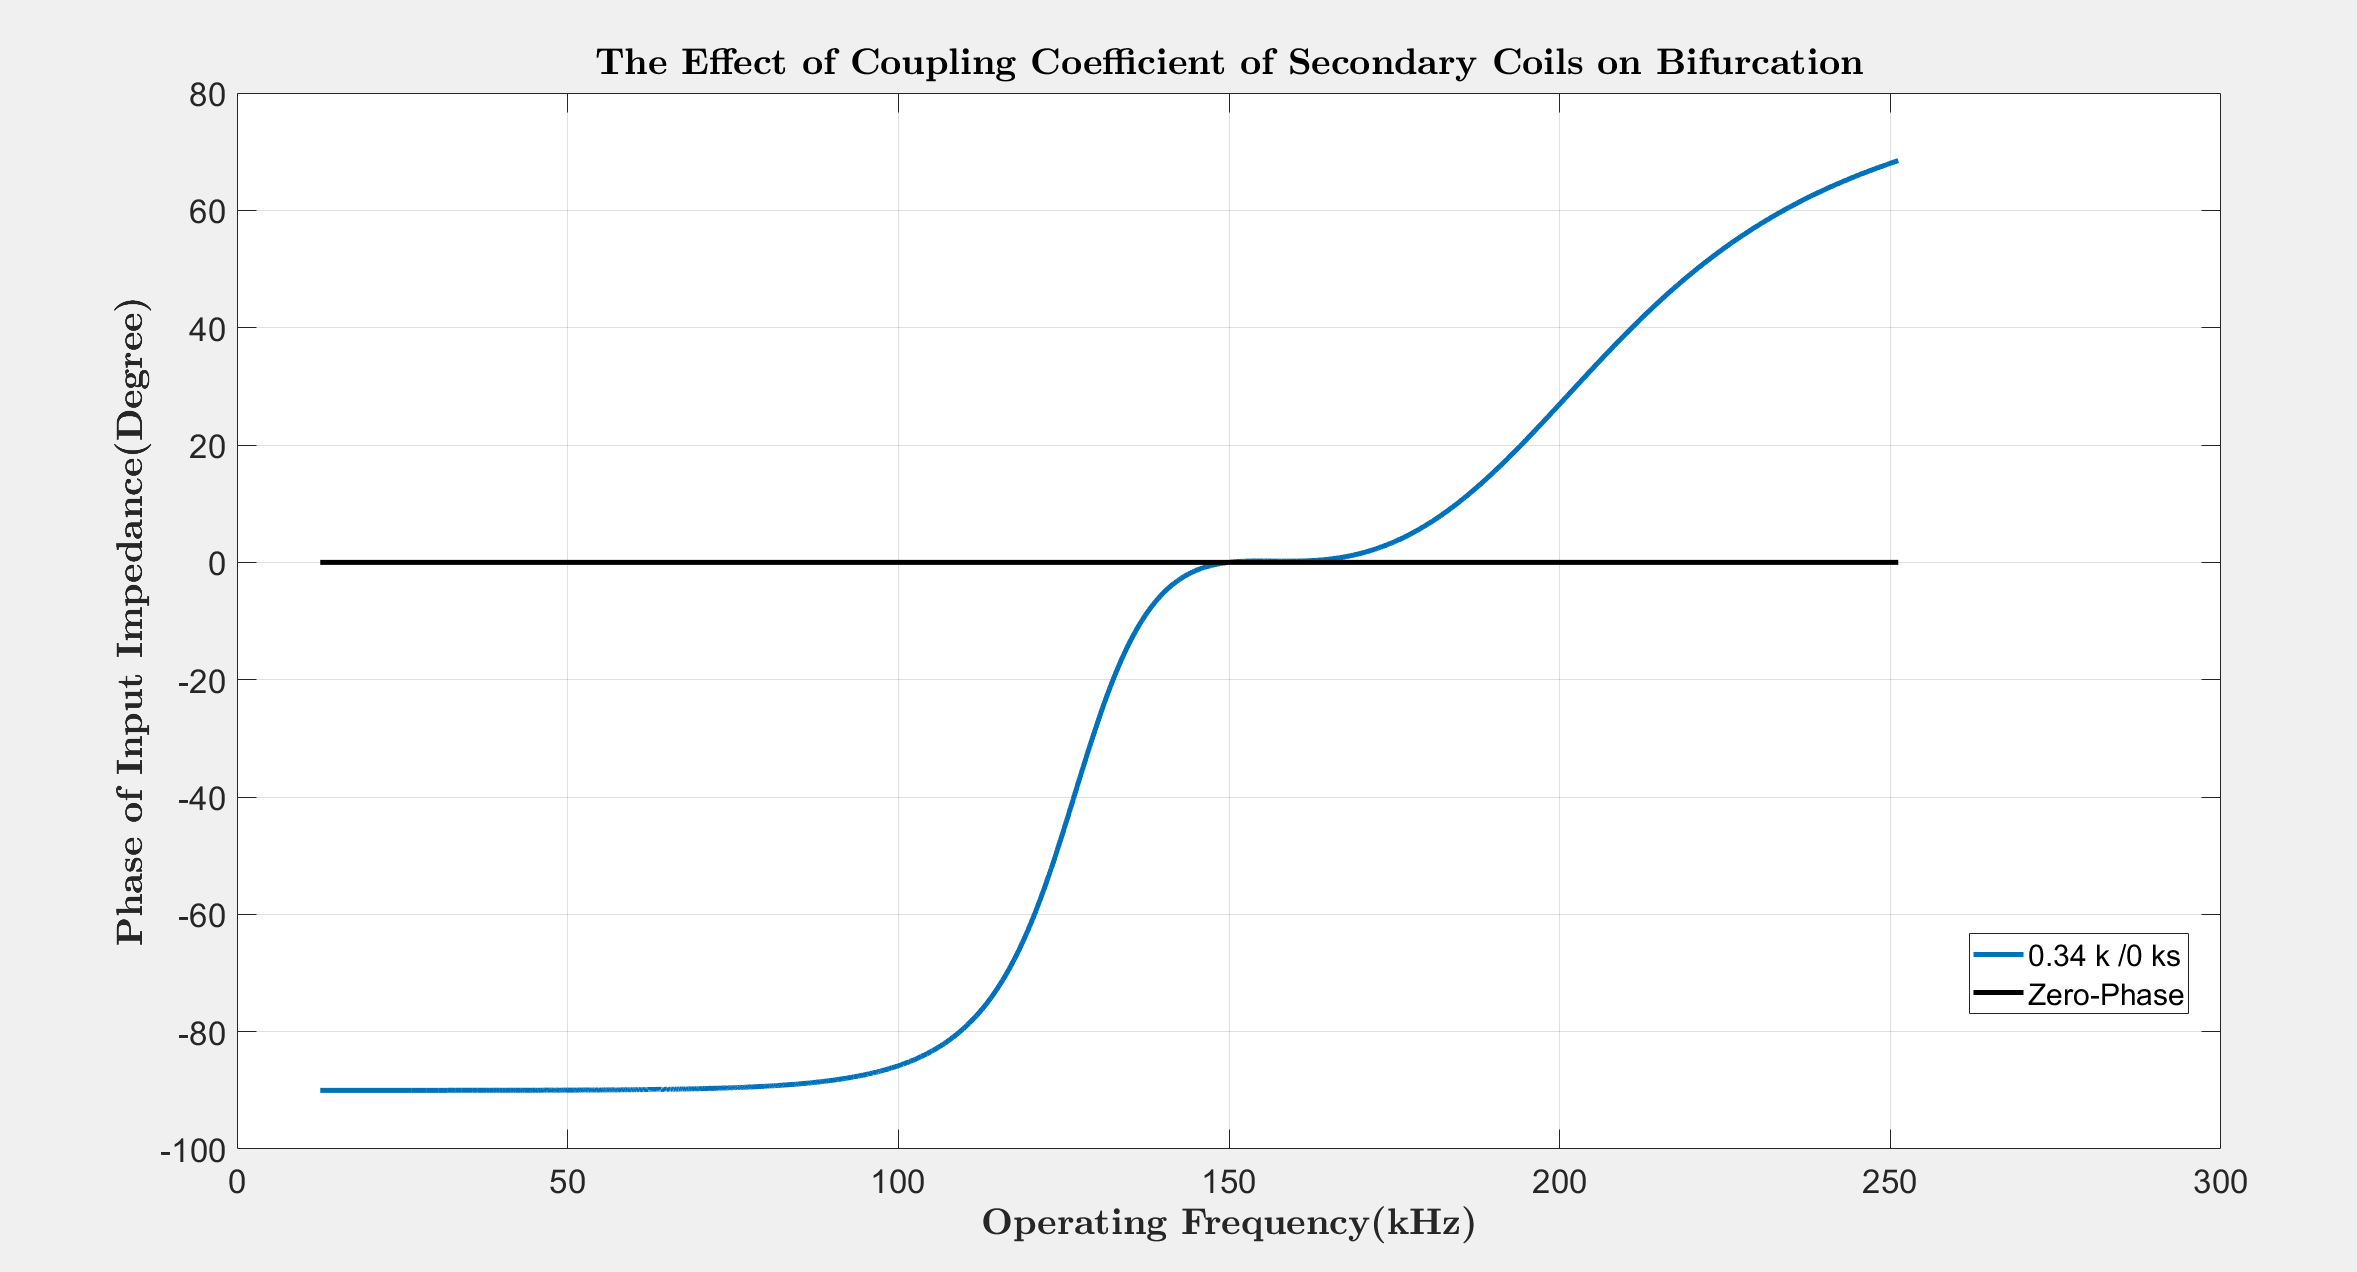 The Effect of Coupling Coefficient of Secondary Coils on Bifurcation
80
60
40
20
0
-20
-40
-60
-80
-100
Phase of Input Impedance(Degree)
0.34 k /0 ks
Zero-Phase
0 50 100 150 200 250 300
Operating Frequency(kHz)